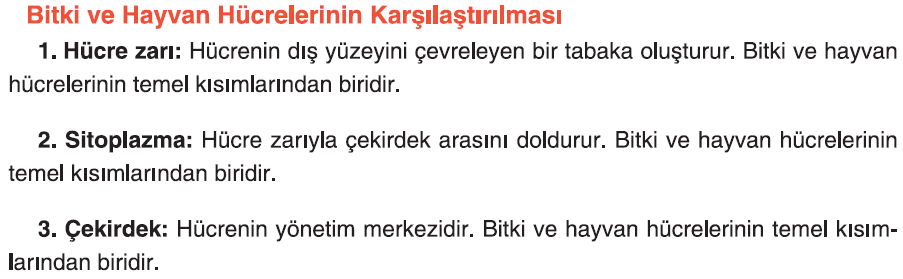 Bitki ve Hayvan Hücrelerinin Karşılaştırılması
1. Hücre zarı: Hücrenin dış yüzeyini çevreleyen bir tabaka oluşturur. Bitki ve hayvan
hücrelerinin temel kısımlarından biridir.
2. Sitoplazma: Hücre zarıyla çekirdek arasını doldurur. Bitki ve hayvan hücrelerinin
temel kısımlarından biridir.
3. Çekirdek: Hücrenin yönetim merkezidir. Bitki ve hayvan hücrelerinin temel kısım-
larından biridir.